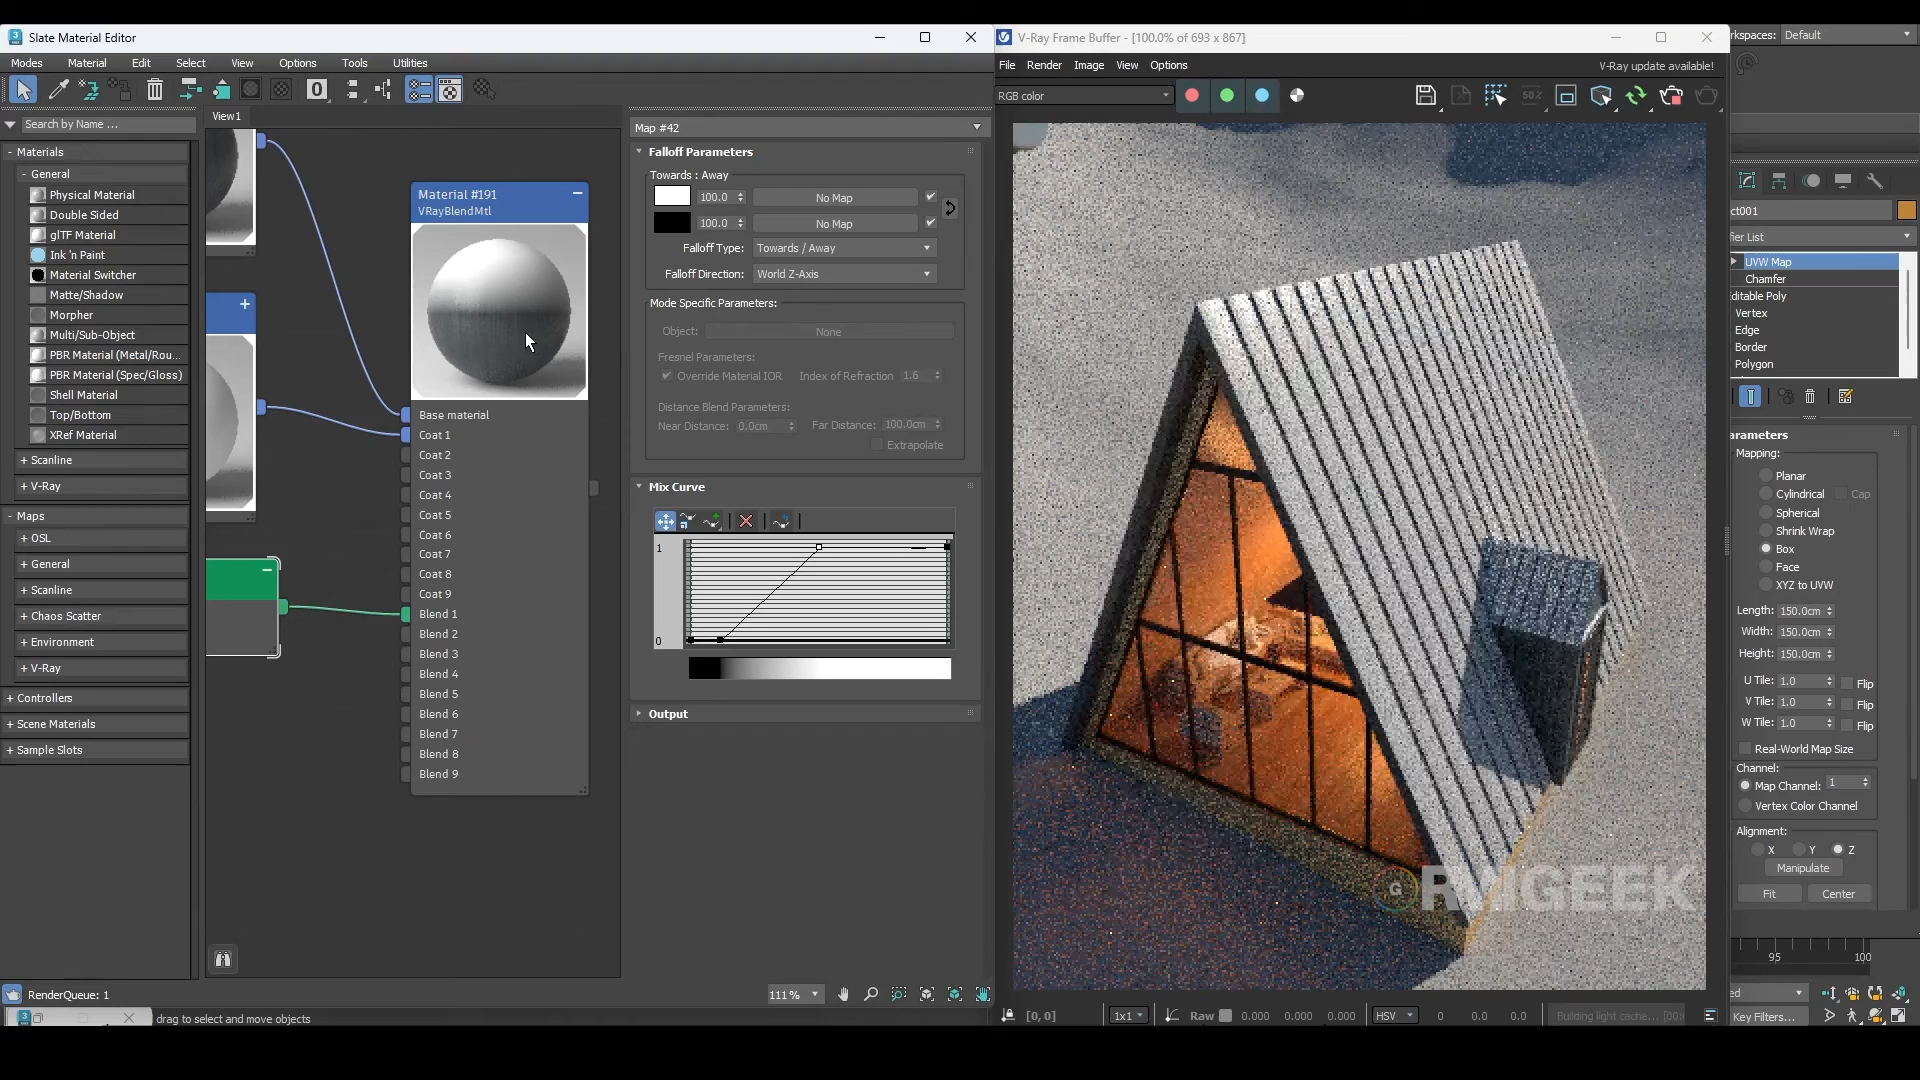 Slate Material Editor
Modes Material Edit Select View Options Tools Utilities
View1
Search by Name ...
- Materials
- General
Physical Material
Double Sided
glTF Material
Ink 'n Paint
Material Switcher
Matte/Shadow
Morpher
Multi/Sub-Object
PBR Material (Metal/Rou...
PBR Material (Spec/Gloss)
Shell Material
Top/Bottom
XRef Material
+ Scanline
+ V-Ray
- Maps
+ OSL
+ General
+ Scanline
+ Chaos Scatter
+ Environment
+ V-Ray
+ Controllers
+ Scene Materials
+ Sample Slots
Material #191
VRayBlendMtl
Base material
Coat 1
Coat 2
Coat 3
Coat 4
Coat 5
Coat 6
Coat 7
Coat 8
Coat 9
Blend 1
Blend 2
Blend 3
Blend 4
Blend 5
Blend 6
Blend 7
Blend 8
Blend 9
Map #42
Falloff Parameters
Towards : Away
100.0 No Map
100.0 No Map
Falloff Type: Towards / Away
Falloff Direction: World Z-Axis
Mode Specific Parameters:
Object: None
Fresnel Parameters:
Override Material IOR Index of Refraction 1.6
Distance Blend Parameters:
Near Distance: 0.0cm Far Distance: 100.0cm
Extrapolate
Mix Curve
1
0
Output
111%
RenderQueue: 1
drag to select and move objects
V-Ray Frame Buffer - [100.0% of 693 x 867]
File Render Image View Options
V-Ray update available!
RGB color
50%
[0, 0] 1x1 Raw 0.000 0.000 0.000 HSV 0 0.0 0.0 Building light cache... [00:
rkspaces: Default
ct001
fier List
UVW Map
Chamfer
ditable Poly
Vertex
Edge
Border
Polygon
arameters
Mapping:
Planar
Cylindrical Cap
Spherical
Shrink Wrap
Box
Face
XYZ to UVW
Length: 150.0cm
Width: 150.0cm
Height: 150.0cm
U Tile: 1.0 Flip
V Tile: 1.0 Flip
W Tile: 1.0 Flip
Real-World Map Size
Channel:
Map Channel: 1
Vertex Color Channel
Alignment:
X Y Z
Manipulate
Fit Center
95 100
ed
Key Filters...